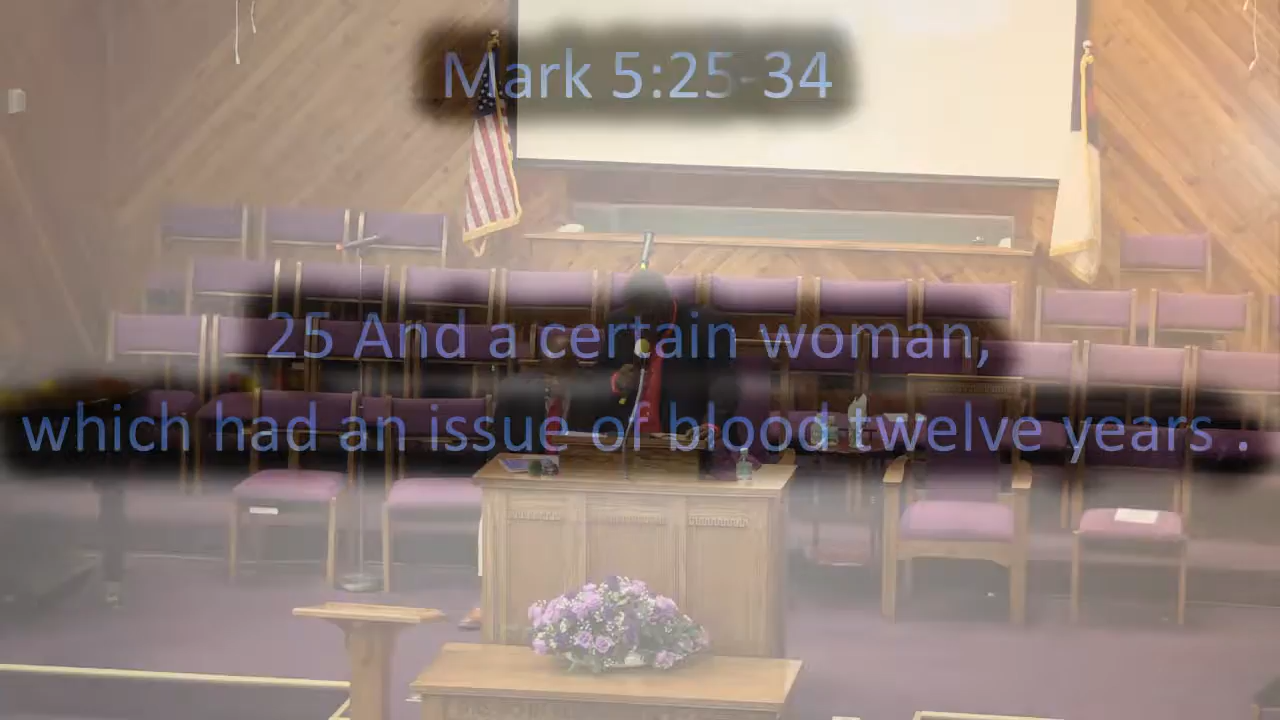 Mark 5:25-34
25 And a certain woman,
which had an issue of blood twelve years .